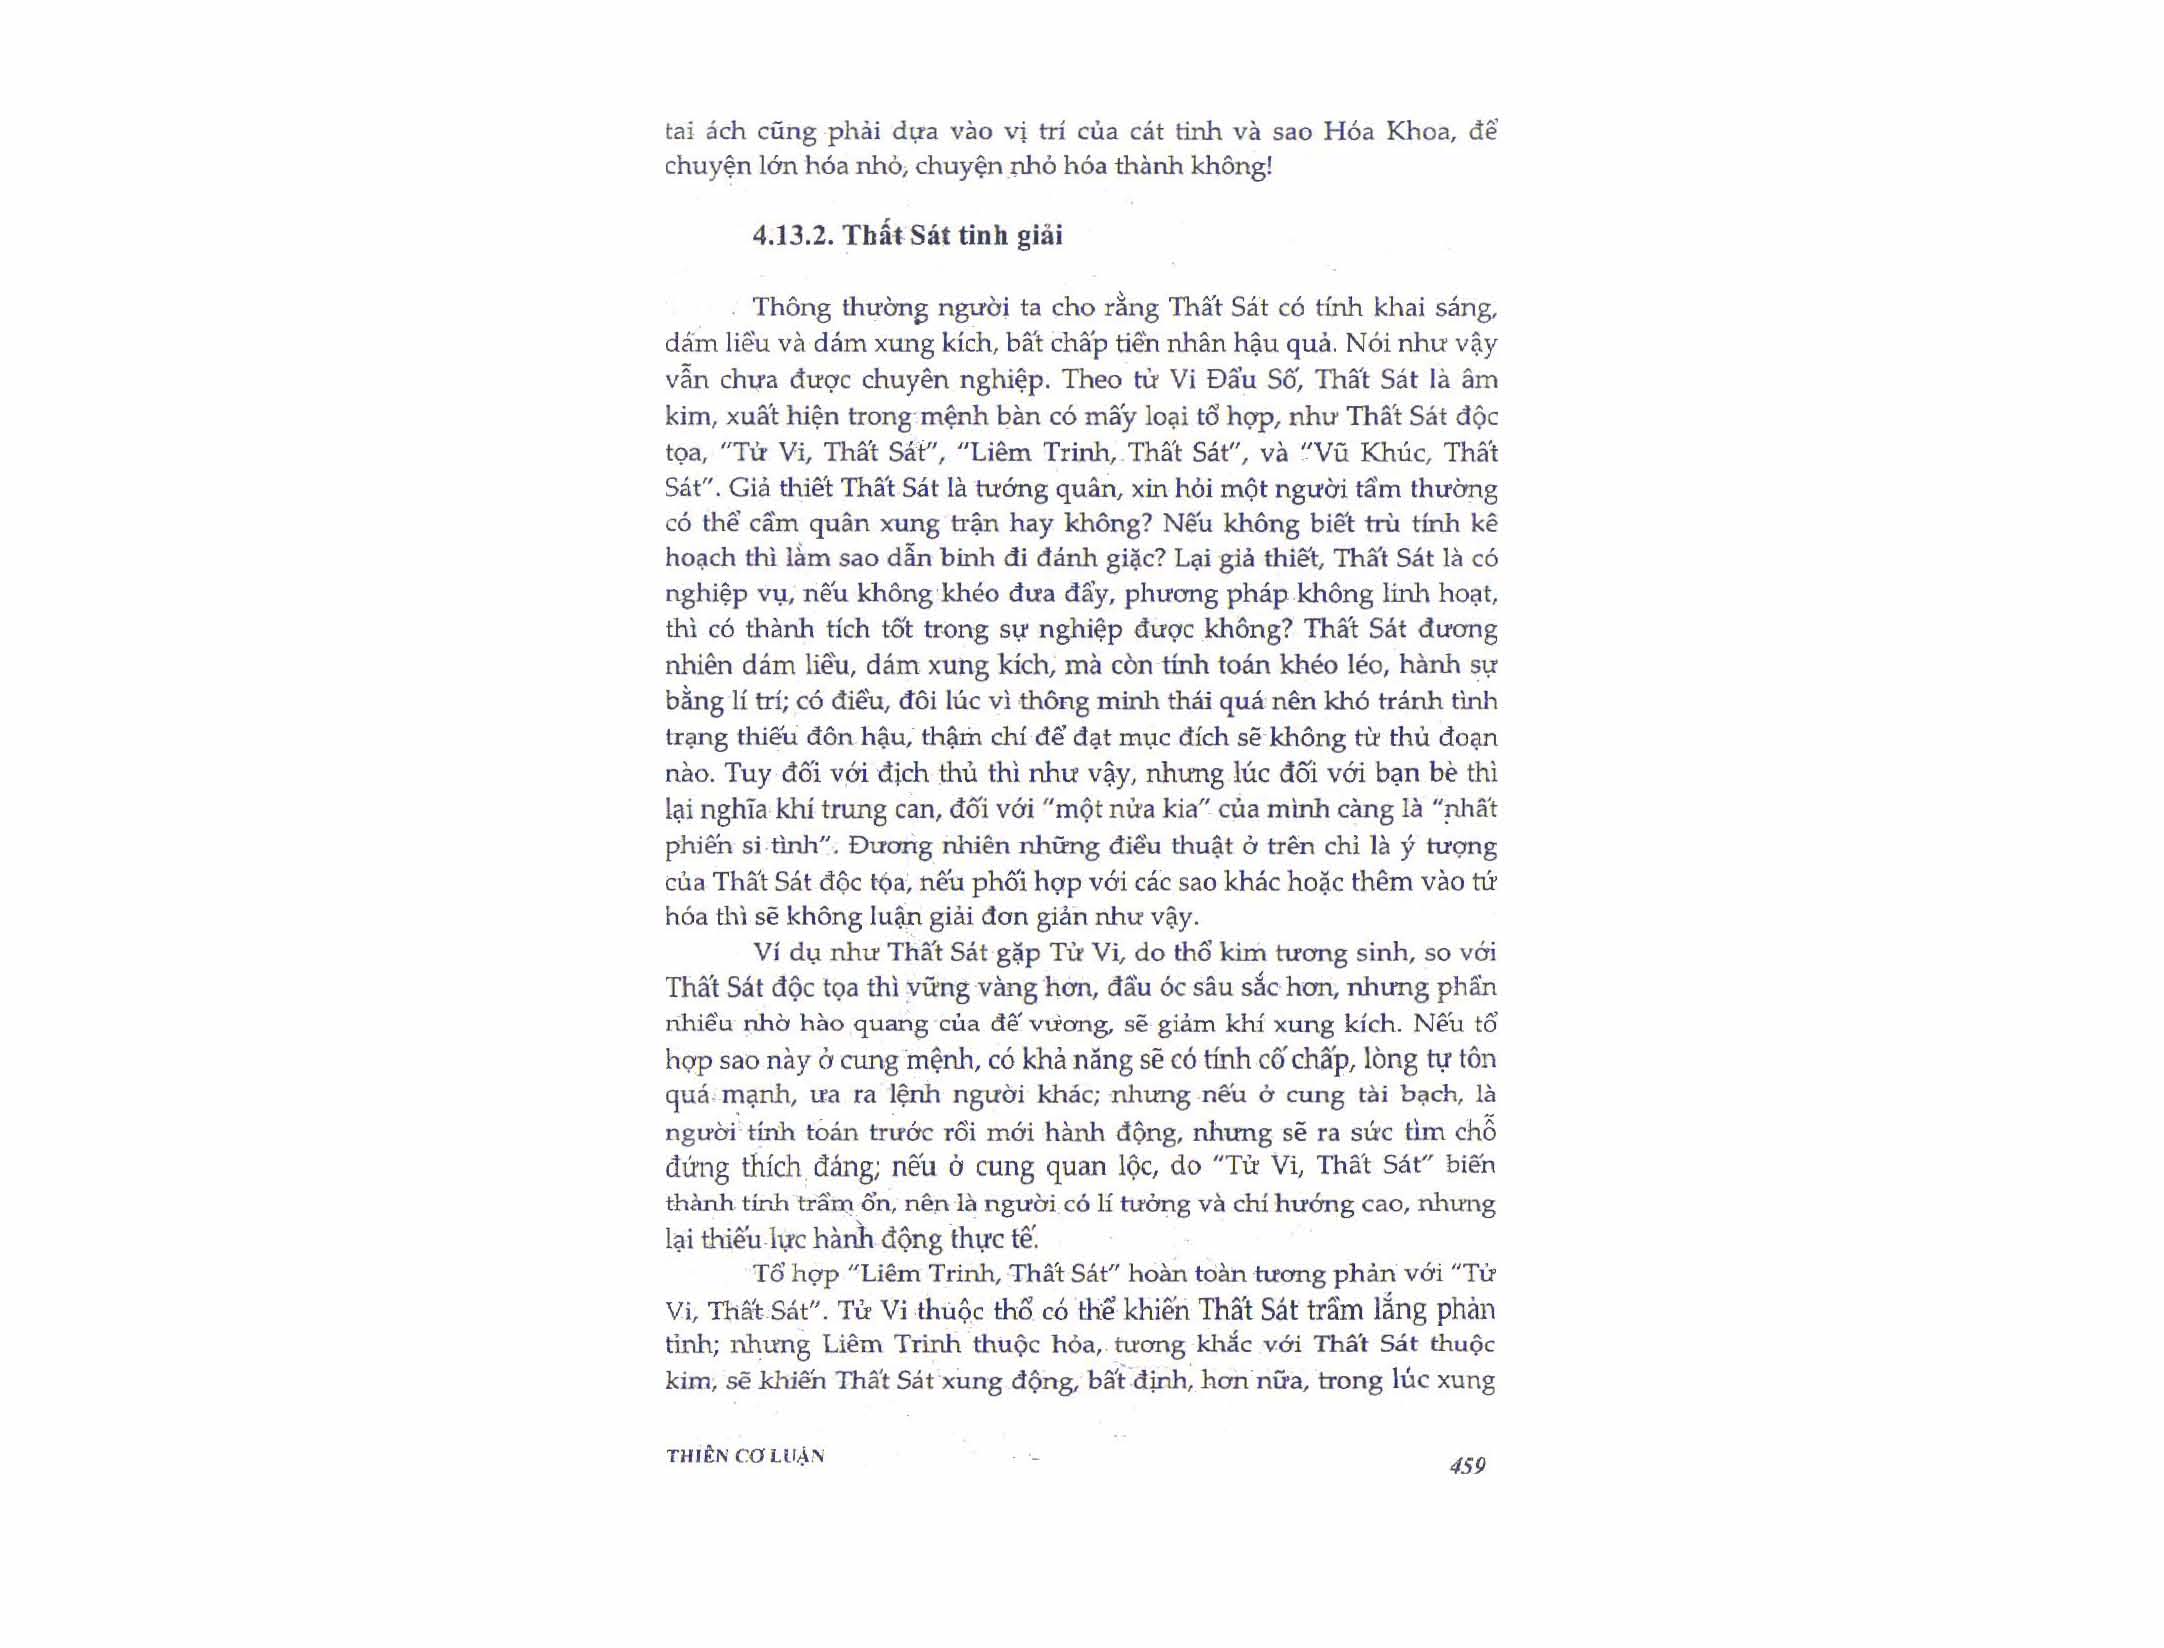 tai ách cũng phải dựa vào vị trí của cát tinh và sao Hóa Khoa, để
chuyện lớn hóa nhỏ, chuyện nhỏ hóa thành không!
4.13.2. Thất Sát tinh giải
Thông thường người ta cho rằng Thất Sát có tính khai sáng,
dám liều và dám xung kích, bất chấp tiền nhân hậu quả. Nói như vậy
vẫn chưa được chuyên nghiệp. Theo tử Vi Đẩu Số, Thất Sát là âm
kim, xuất hiện trong mệnh bàn có mấy loại tổ hợp, như Thất Sát độc
tọa, "Tử Vi, Thất Sát", "Liêm Trinh, Thất Sát", và "Vũ Khúc, Thất
Sát". Giả thiết Thất Sát là tướng quân, xin hỏi một người tầm thường
có thể cầm quân xung trận hay không? Nếu không biết trù tính kê
hoạch thì làm sao dẫn binh đi đánh giặc? Lại giả thiết, Thất Sát là có
nghiệp vụ, nếu không khéo đưa đẩy, phương pháp không linh hoạt,
thì có thành tích tốt trong sự nghiệp được không? Thất Sát đương
nhiên dám liều, dám xung kích, mà còn tính toán khéo léo, hành sự
bằng lí trí; có điều, đôi lúc vì thông minh thái quá nên khó tránh tình
trạng thiếu đôn hậu, thậm chí để đạt mục đích sẽ không từ thủ đoạn
nào. Tuy đối với địch thủ thì như vậy, nhưng lúc đối với bạn bè thì
lại nghĩa khí trung can, đối với "một nửa kia" của mình càng là "nhất
phiến si tình". Đương nhiên những điều thuật ở trên chỉ là ý tượng
của Thất Sát độc tọa, nếu phối hợp với các sao khác hoặc thêm vào tứ
hóa thì sẽ không luận giải đơn giản như vậy.
Ví dụ như Thất Sát gặp Tử Vi, do thổ kim tương sinh, so với
Thất Sát độc tọa thì vững vàng hơn, đầu óc sâu sắc hơn, nhưng phần
nhiều nhờ hào quang của đế vương, sẽ giảm khí xung kích. Nếu tổ
hợp sao này ở cung mệnh, có khả năng sẽ có tính cố chấp, lòng tự tôn
quá mạnh, ưa ra lệnh người khác; nhưng nếu ở cung tài bạch, là
người tính toán trước rồi mới hành động, nhưng sẽ ra sức tìm chỗ
đứng thích đáng; nếu ở cung quan lộc, do "Tử Vi, Thất Sát" biến
thành tính trầm ổn, nên là người có lí tưởng và chí hướng cao, nhưng
lại thiếu lực hành động thực tế.
Tổ hợp "Liêm Trinh, Thất Sát" hoàn toàn tương phản với "Tử
Vi, Thất Sát". Tử Vi thuộc thổ có thể khiến Thất Sát trầm lắng phản
tỉnh; nhưng Liêm Trinh thuộc hỏa, tương khắc với Thất Sát thuộc
kim, sẽ khiến Thất Sát xung động, bất định, hơn nữa, trong lúc xung
THIÊN CƠ LUẬN
459